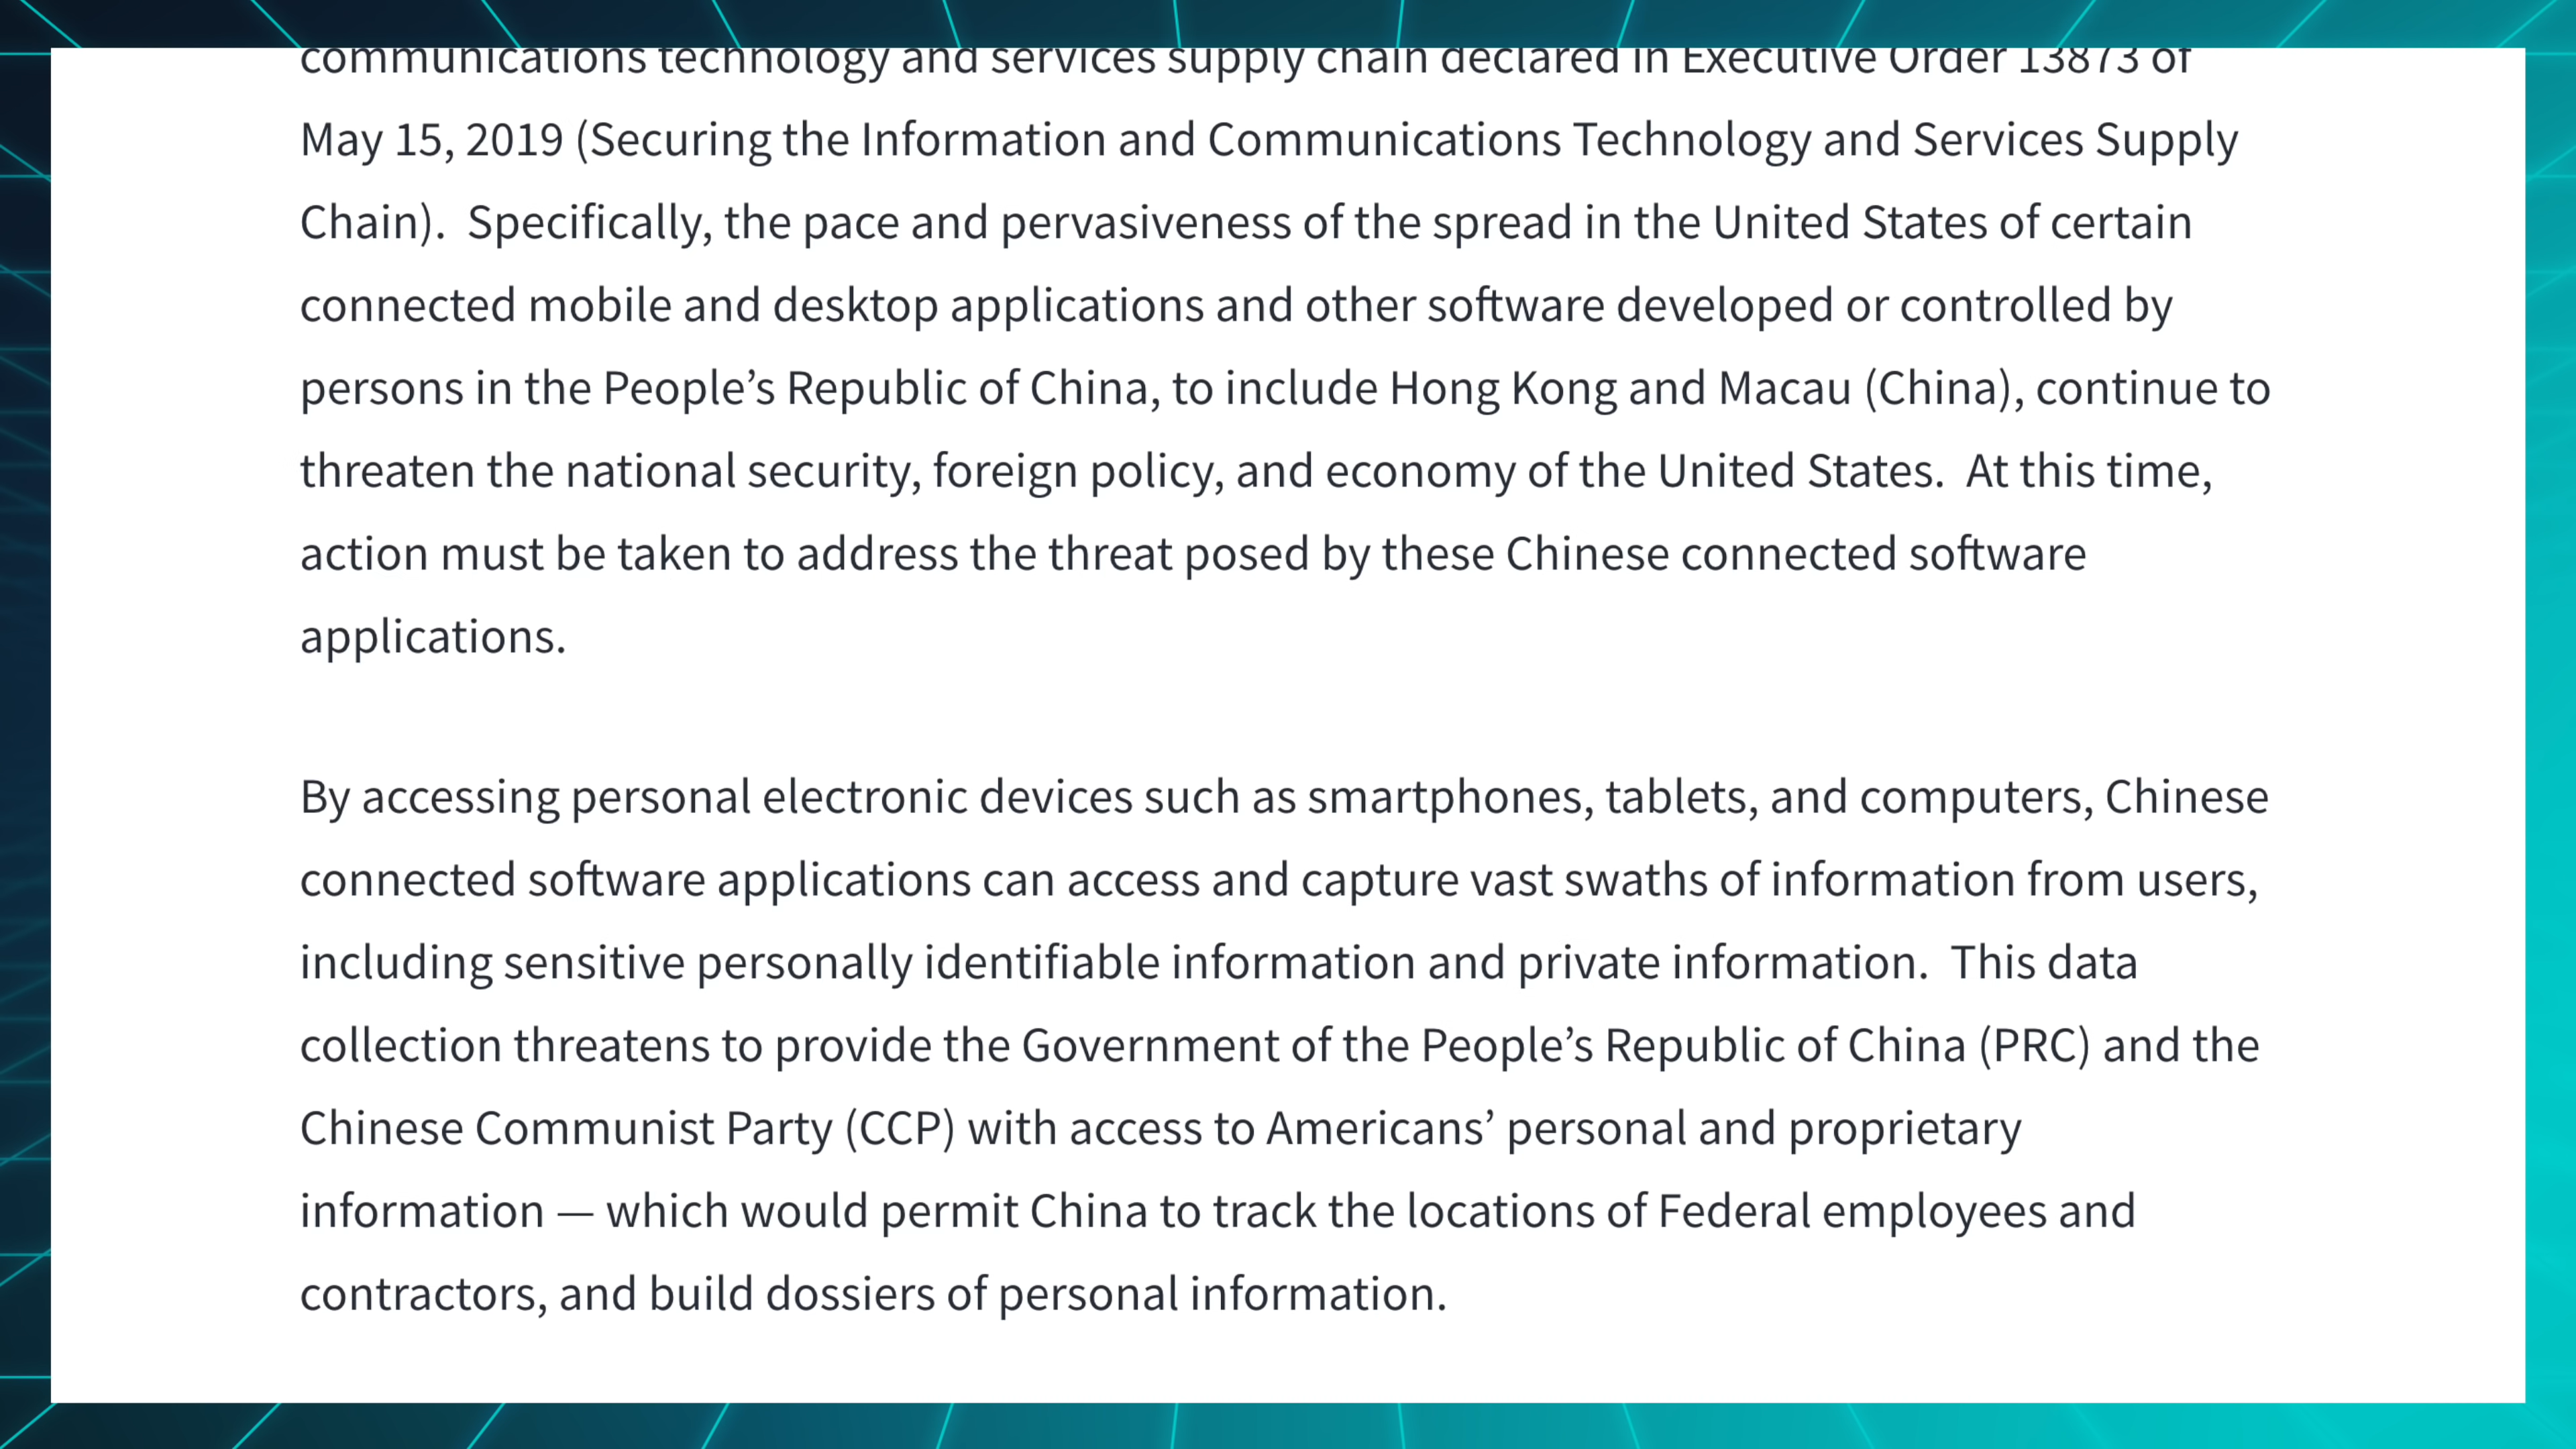 communications technology and services supply chain declared in Executive Order 13873 of
May 15, 2019 (Securing the Information and Communications Technology and Services Supply
Chain).  Specifically, the pace and pervasiveness of the spread in the United States of certain
connected mobile and desktop applications and other software developed or controlled by
persons in the People’s Republic of China, to include Hong Kong and Macau (China), continue to
threaten the national security, foreign policy, and economy of the United States.  At this time,
action must be taken to address the threat posed by these Chinese connected software
applications.
By accessing personal electronic devices such as smartphones, tablets, and computers, Chinese
connected software applications can access and capture vast swaths of information from users,
including sensitive personally identifiable information and private information.  This data
collection threatens to provide the Government of the People’s Republic of China (PRC) and the
Chinese Communist Party (CCP) with access to Americans’ personal and proprietary
information — which would permit China to track the locations of Federal employees and
contractors, and build dossiers of personal information.